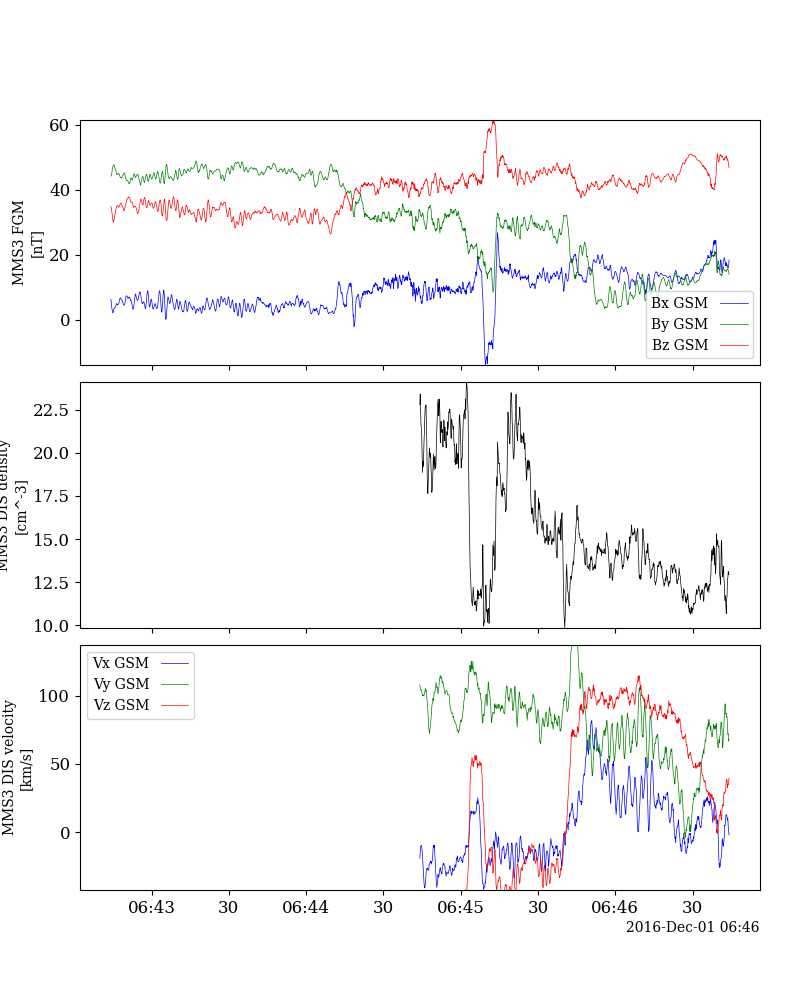 60
40
20
0
MMS3 FGM
[nT]
Bx GSM
By GSM
Bz GSM
22.5
20.0
17.5
15.0
12.5
10.0
MMS3 DIS density
[cm^-3]
Vx GSM
Vy GSM
Vz GSM
100
50
0
MMS3 DIS velocity
[km/s]
06:43 30 06:44 30 06:45 30 06:46 30
2016-Dec-01 06:46